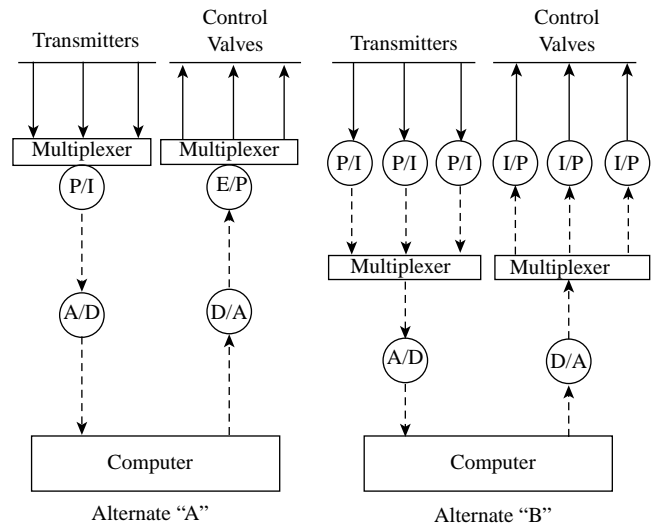 Transmitters
Control
Valves
Multiplexer
Multiplexer
P/I
E/P
A/D
D/A
Computer
Alternate “A”
Transmitters
Control
Valves
P/I
P/I
P/I
I/P
I/P
I/P
Multiplexer
Multiplexer
A/D
D/A
Computer
Alternate “B”